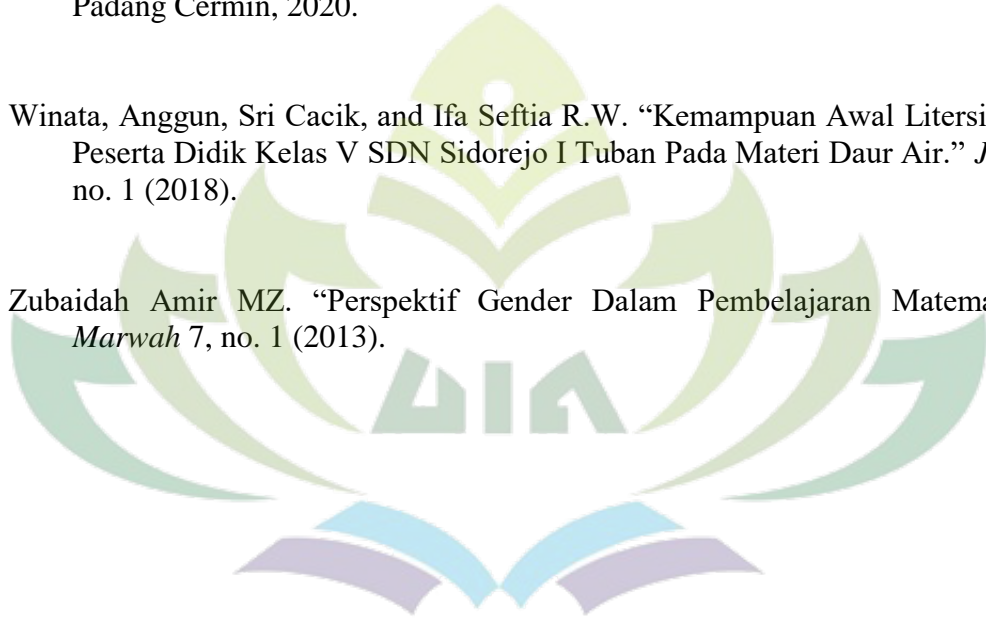 Padang Cermin, 2020.
Winata, Anggun, Sri Cacik, and Ifa Seftia R.W. “Kemampuan Awal Litersi
Peserta Didik Kelas V SDN Sidorejo I Tuban Pada Materi Daur Air.” J
no. 1 (2018).
Zubaidah Amir MZ. “Perspektif Gender Dalam Pembelajaran Matema
Marwah 7, no. 1 (2013).
UIN